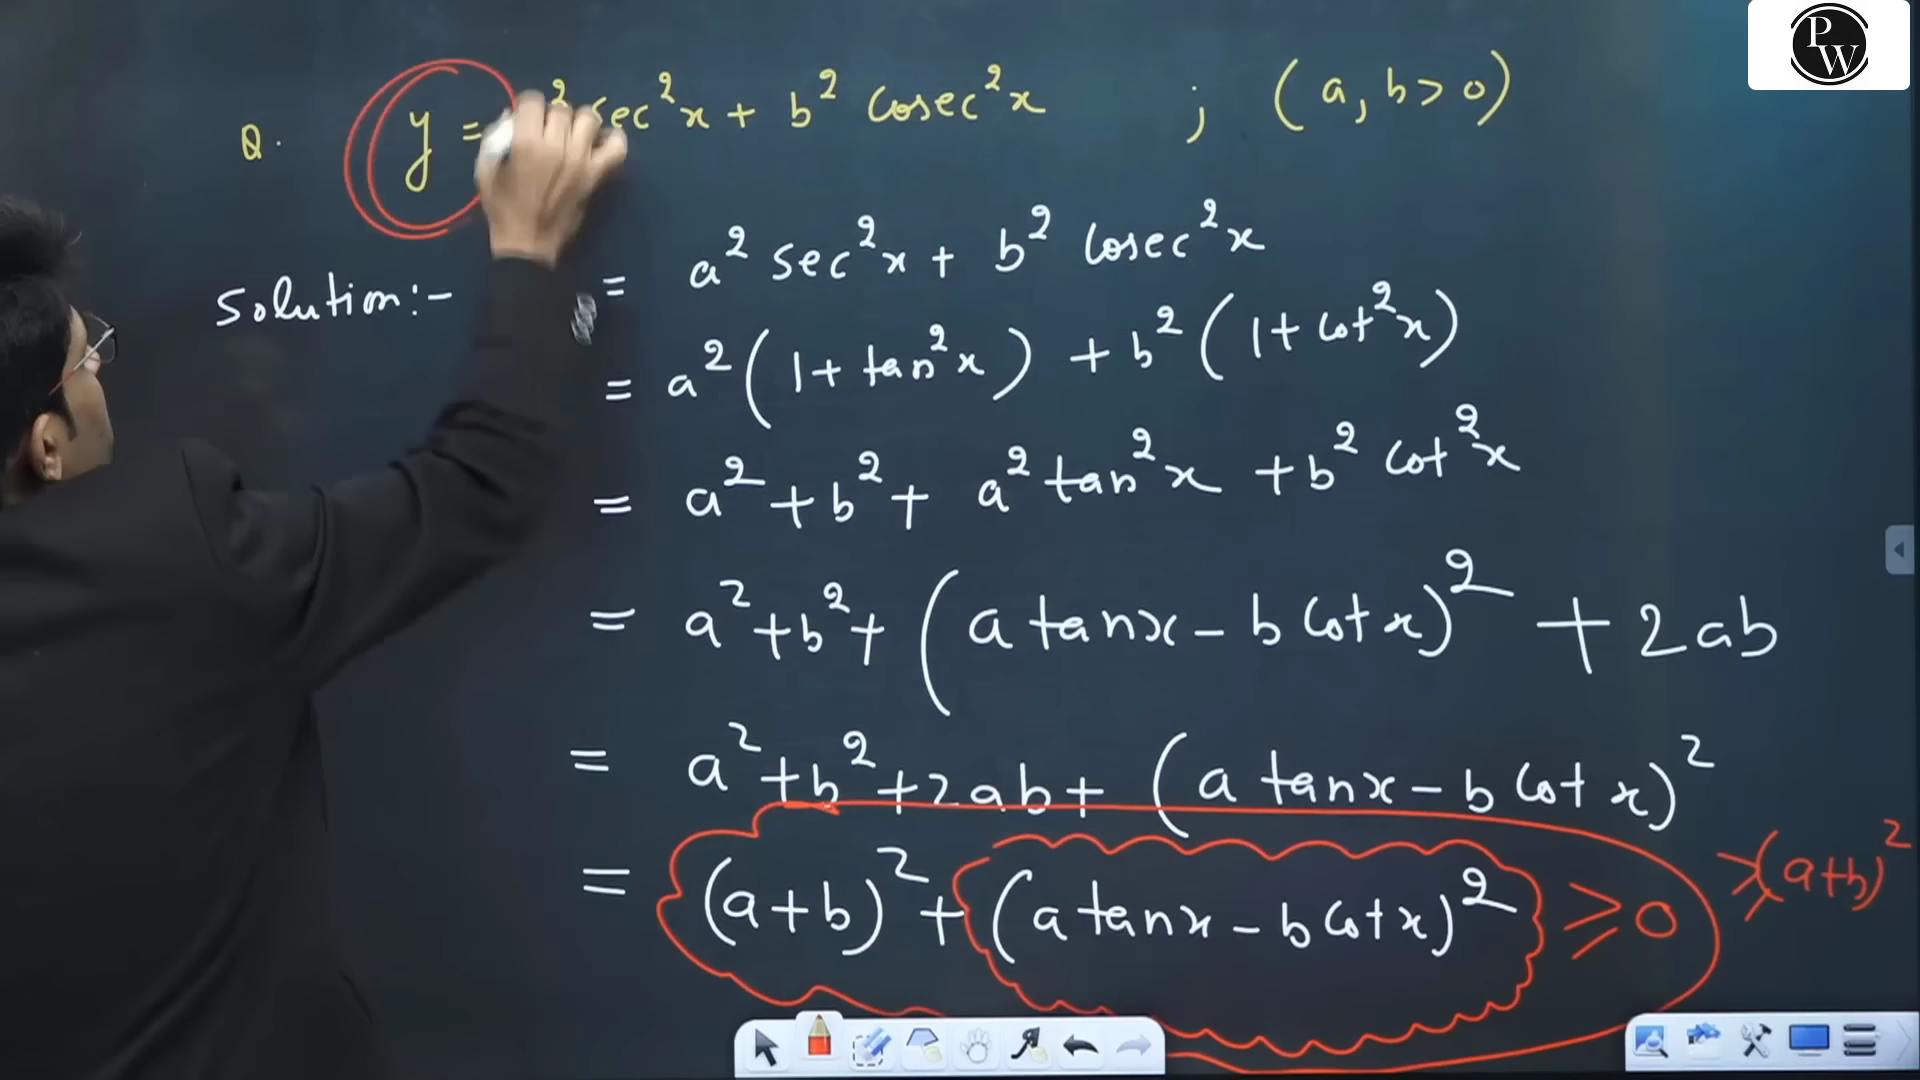 PW
Q. y = ² sec²x + b² cosec²x ; (a, b > 0)
Solution:- = a² sec²x + b² cosec²x
= a² (1 + tan²x) + b² (1 + cot²x)
= a² + b² + a² tan²x + b² cot²x
= a² + b² + (a tanx - b cot x)² + 2ab
= a² + b² + 2ab + (a tanx - b cot x)²
= (a+b)² + (a tanx - b cot x)² ≥ 0 ≥ (a+b)²